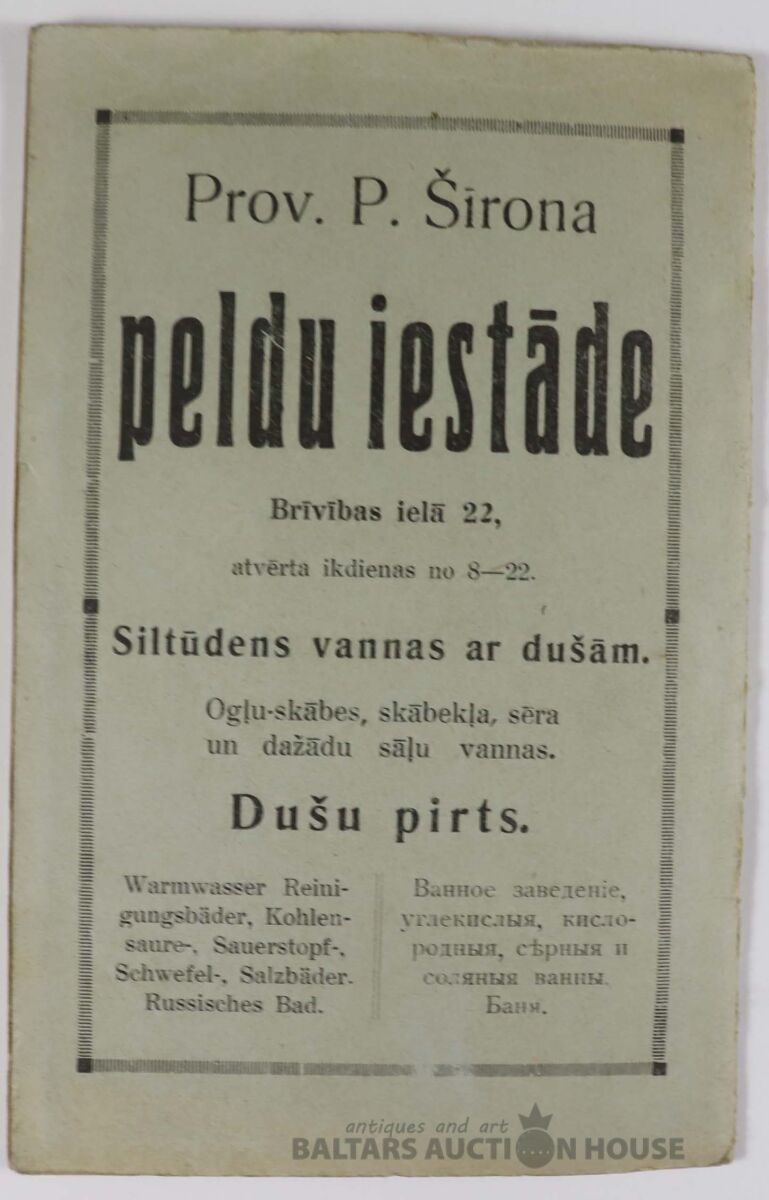 Prov. P. Šīrona
peldu iestāde
Brīvības ielā 22,
atvērta ikdienas no 8—22.
Siltūdens vannas ar dušām.
Ogļu-skābes, skābekļa, sēra
un dažādu sāļu vannas.
Dušu pirts.
Warmwasser Reini-
gungsbäder, Kohlen-
saure-, Sauerstopf-,
Schwefel-, Salzbäder.
Russisches Bad.
Ванное заведеніе,
углекислыя, кисло-
родныя, сѣрныя и
соляныя ванны.
Баня.
antiques and art
BALTARS AUCTION HOUSE